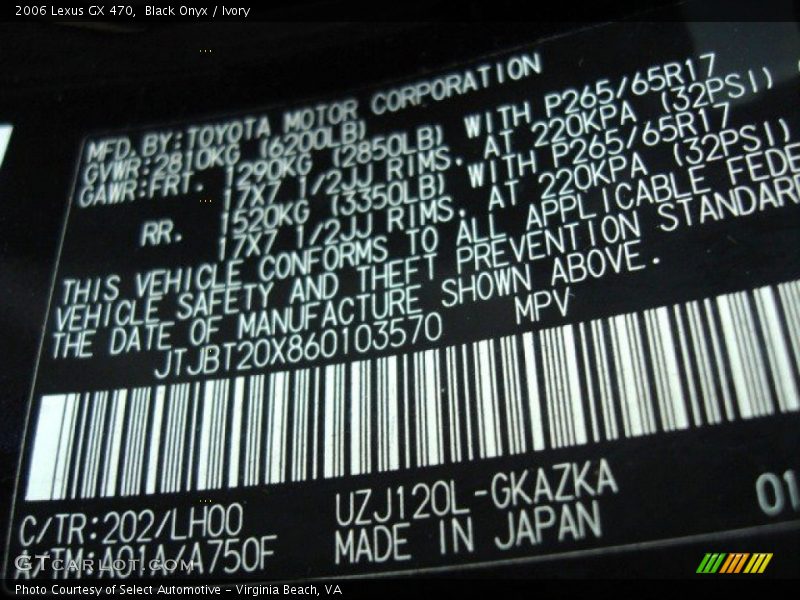 2006 Lexus GX 470, Black Onyx / Ivory
MFD.BY:TOYOTA MOTOR CORPORATION
GVWR:2810KG (6200LB)
GAWR:FRT. 1290KG (2850LB) WITH P265/65R17
17X7 1/2JJ RIMS, AT 220KPA (32PSI)
RR. 1520KG (3350LB) WITH P265/65R17
17X7 1/2JJ RIMS, AT 220KPA (32PSI)
THIS VEHICLE CONFORMS TO ALL APPLICABLE FEDE
VEHICLE SAFETY AND THEFT PREVENTION STANDAR
THE DATE OF MANUFACTURE SHOWN ABOVE.
JTJBT20X860103570 MPV
C/TR:202/LH00 UZJ120L-GKAZKA 01
A/TM:A01A/A750F MADE IN JAPAN
GTcarlot.com
Photo Courtesy of Select Automotive - Virginia Beach, VA